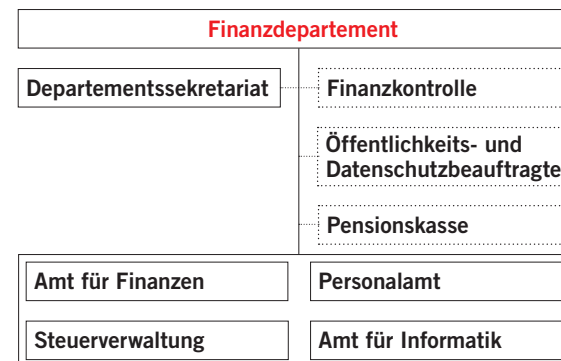 Finanzdepartement
Departementssekretariat
Finanzkontrolle
Öffentlichkeits- und
Datenschutzbeauftragte
Pensionskasse
Amt für Finanzen
Personalamt
Steuerverwaltung
Amt für Informatik